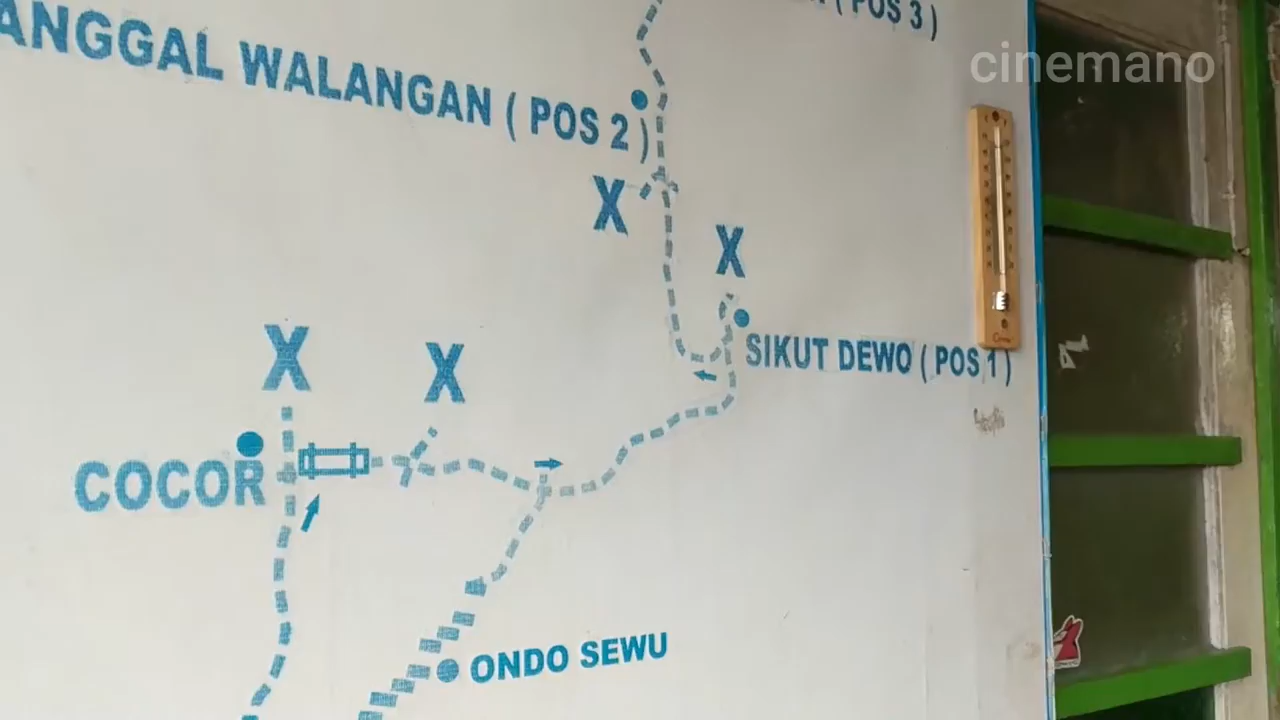 ( POS 3 )
cinemano
ANGGAL WALANGAN ( POS 2 )
X
X
SIKUT DEWO ( POS 1 )
X
X
COCOR
ONDO SEWU